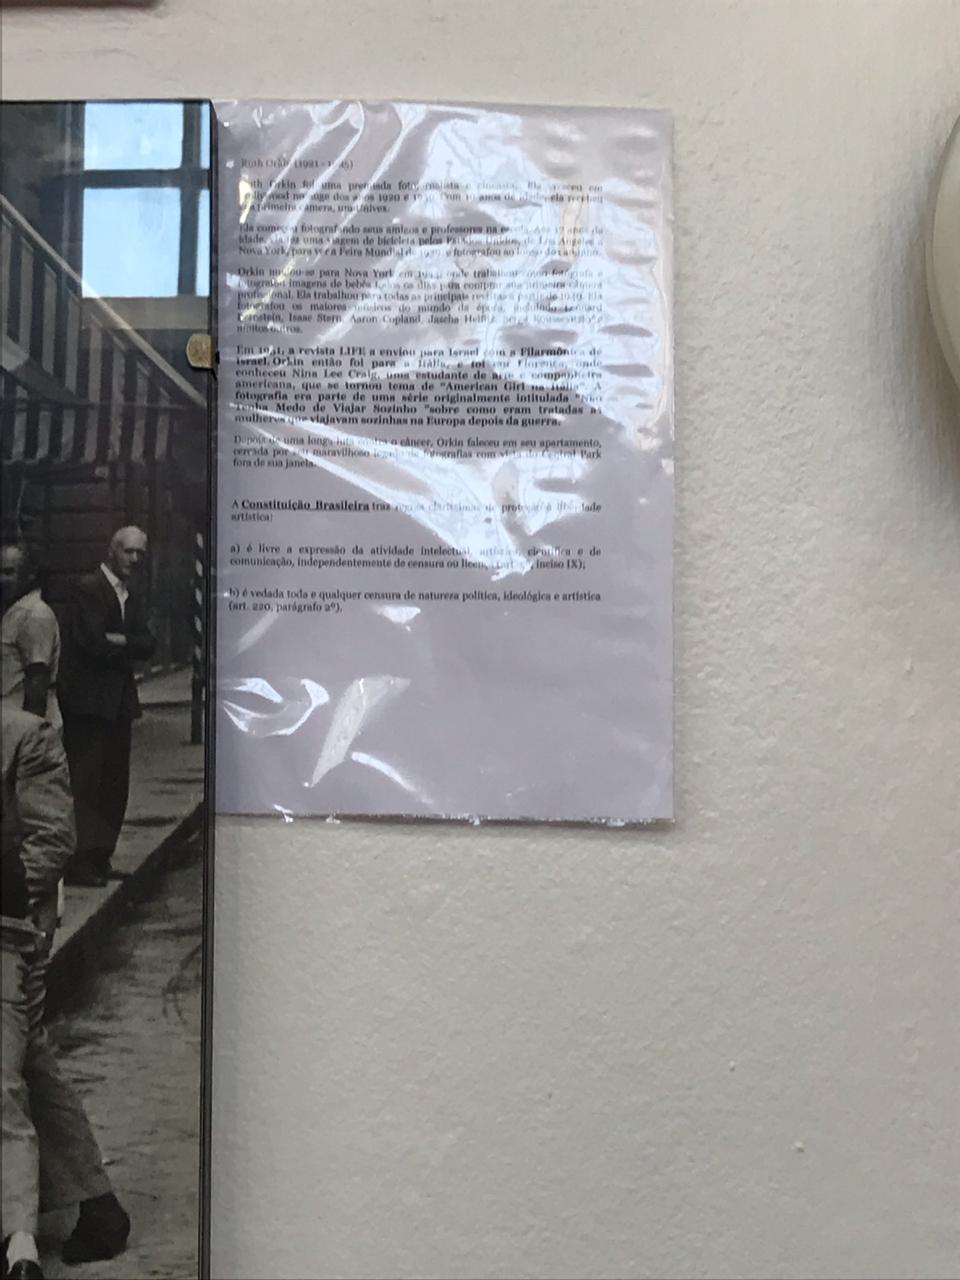 Ruth Orkin (1921 - 1985)
Ruth Orkin foi uma premiada fotojornalista e cineasta. Ela cresceu em
Hollywood no auge dos anos 1920 e 1930. Com 10 anos de idade, ela recebeu
sua primeira câmera, um Univex.
Ela começou fotografando seus amigos e professores na escola. Aos 17 anos de
idade, ela fez uma viagem de bicicleta pelos Estados Unidos, de Los Angeles a
Nova York, para ver a Feira Mundial de 1939, e fotografou ao longo do caminho.
Orkin mudou-se para Nova York em 1943, onde trabalhou como fotógrafa e
fotografou imagens de bebês todos os dias para comprar sua primeira câmera
profissional. Ela trabalhou para todas as principais revistas a partir de
fotografou os maiores músicos do mundo da época, incluindo Leonard
Bernstein, Isaac Stern, Aaron Copland, Jascha Heifitz,
muitos outros.
Em 1951, a revista LIFE a enviou para Israel com a Filarmônica de
Israel. Orkin então foi para a Itália, e foi em Florença, onde
conheceu Nina Lee Craig, uma estudante de arte e companheira
americana, que se tornou tema de "American Girl na Itália". A
fotografia era parte de uma série originalmente intitulada "Não
Tenha Medo de Viajar Sozinho "sobre como eram tratadas as
mulheres que viajavam sozinhas na Europa depois da guerra.
Depois de uma longa luta contra o câncer, Orkin faleceu em seu apartamento,
cercada por seu maravilhoso legado de fotografias com vista do Central Park
fora de sua janela.
A Constituição Brasileira traz regras claríssimas de proteção à liberdade
artística:
a) é livre a expressão da atividade intelectual, artística, científica e de
comunicação, independentemente de censura ou licença (art. 5º, inciso IX);
b) é vedada toda e qualquer censura de natureza política, ideológica e artística
(art. 220, parágrafo 2º).